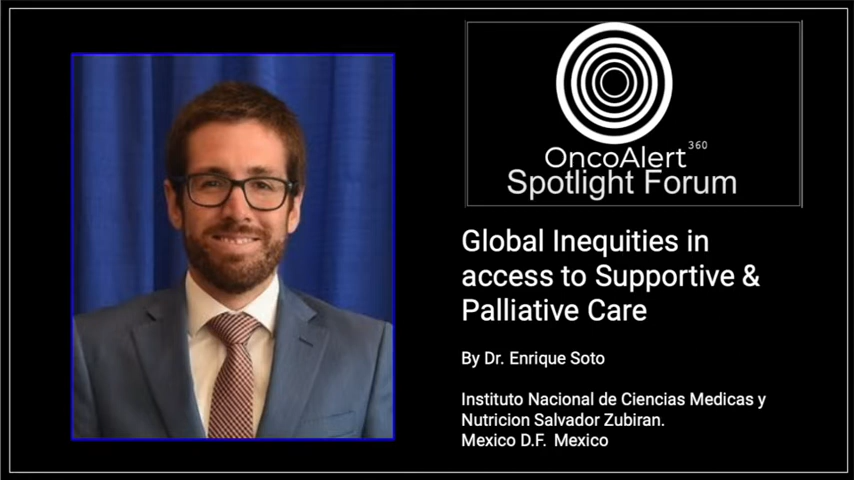 OncoAlert 360
Spotlight Forum
Global Inequities in
access to Supportive &
Palliative Care
By Dr. Enrique Soto
Instituto Nacional de Ciencias Medicas y
Nutricion Salvador Zubiran.
Mexico D.F. Mexico